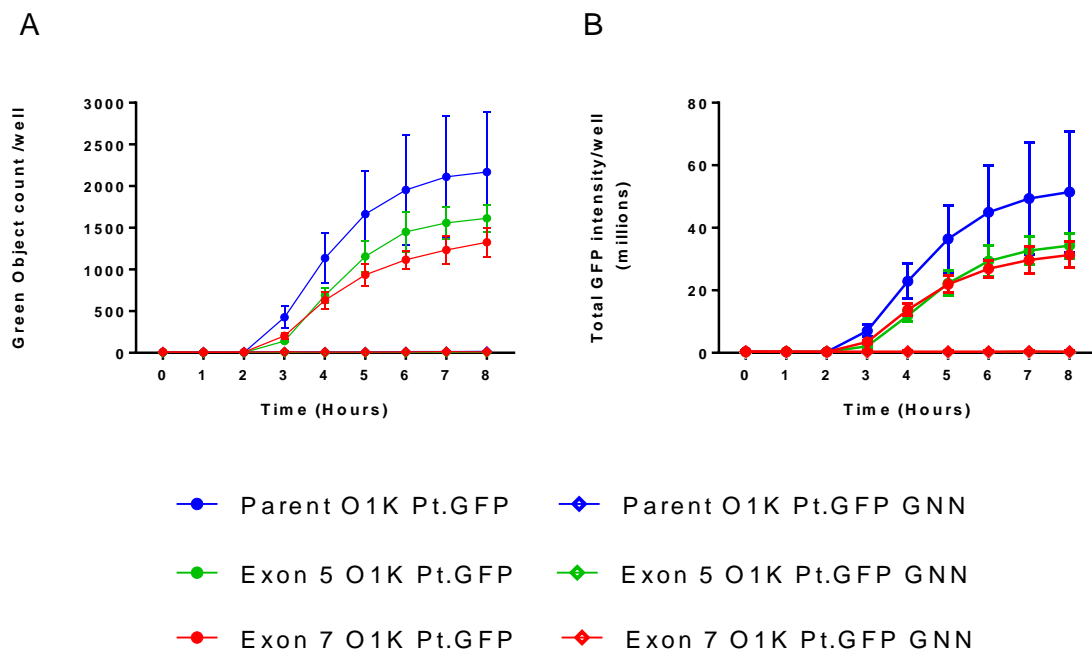 A
Green Object count/well
3000
2500
2000
1500
1000
500
0
0 1 2 3 4 5 6 7 8
Time (Hours)
B
Total GFP intensity/well
(millions)
80
60
40
20
0
0 1 2 3 4 5 6 7 8
Time (Hours)
Parent O1K Pt.GFP
Parent O1K Pt.GFP GNN
Exon 5 O1K Pt.GFP
Exon 5 O1K Pt.GFP GNN
Exon 7 O1K Pt.GFP
Exon 7 O1K Pt.GFP GNN